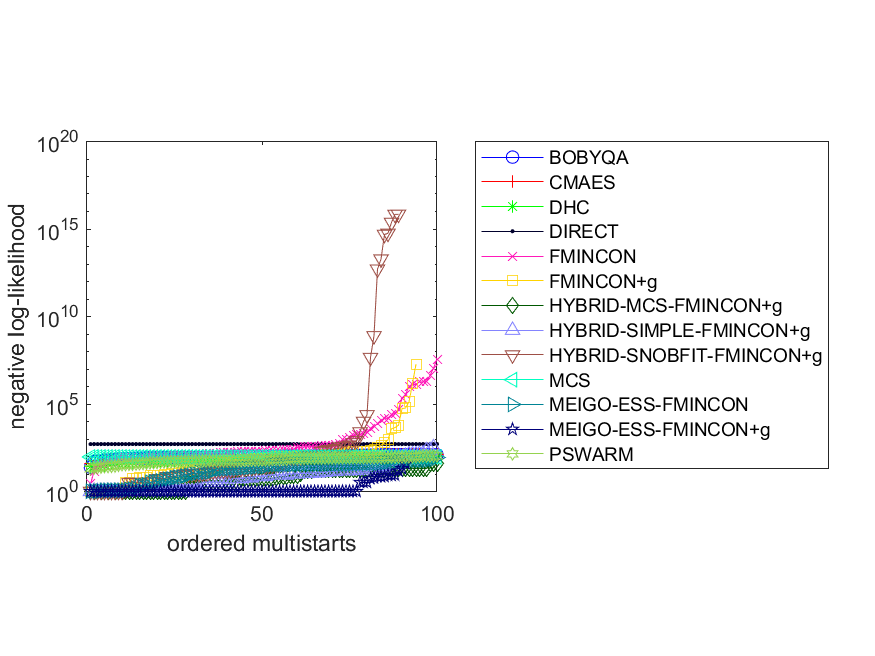 10^20
10^15
10^10
10^5
10^0
negative log-likelihood
0
50
100
ordered multistarts
BOBYQA
CMAES
DHC
DIRECT
FMINCON
FMINCON+g
HYBRID-MCS-FMINCON+g
HYBRID-SIMPLE-FMINCON+g
HYBRID-SNOBFIT-FMINCON+g
MCS
MEIGO-ESS-FMINCON
MEIGO-ESS-FMINCON+g
PSWARM